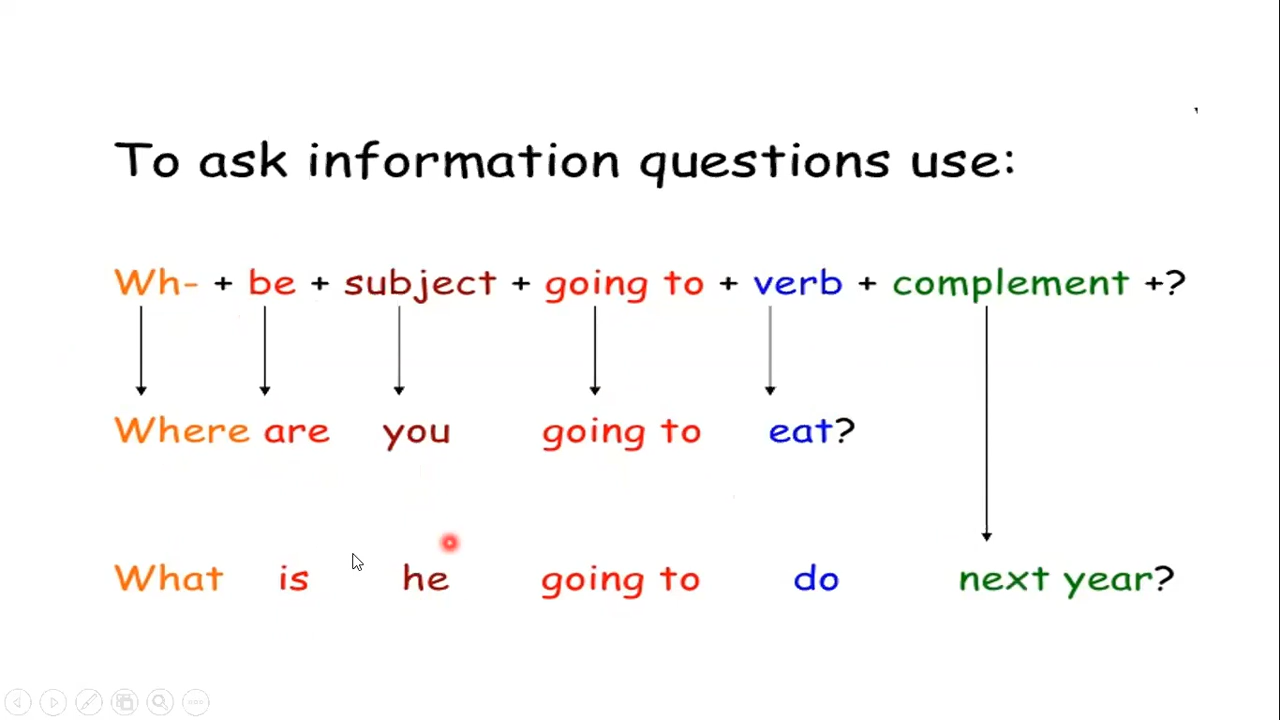 To ask information questions use:
Wh- + be + subject + going to + verb + complement +?
Where are you going to eat?
What is he going to do next year?